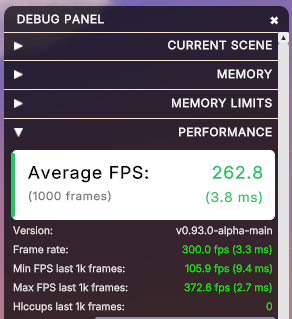 DEBUG PANEL ✖
▶ CURRENT SCENE
▶ MEMORY
▶ MEMORY LIMITS
▼ PERFORMANCE
Average FPS: 262.8
(1000 frames) (3.8 ms)
Version: v0.93.0-alpha-main
Frame rate: 300.0 fps (3.3 ms)
Min FPS last 1k frames: 105.9 fps (9.4 ms)
Max FPS last 1k frames: 372.6 fps (2.7 ms)
Hiccups last 1k frames: 0